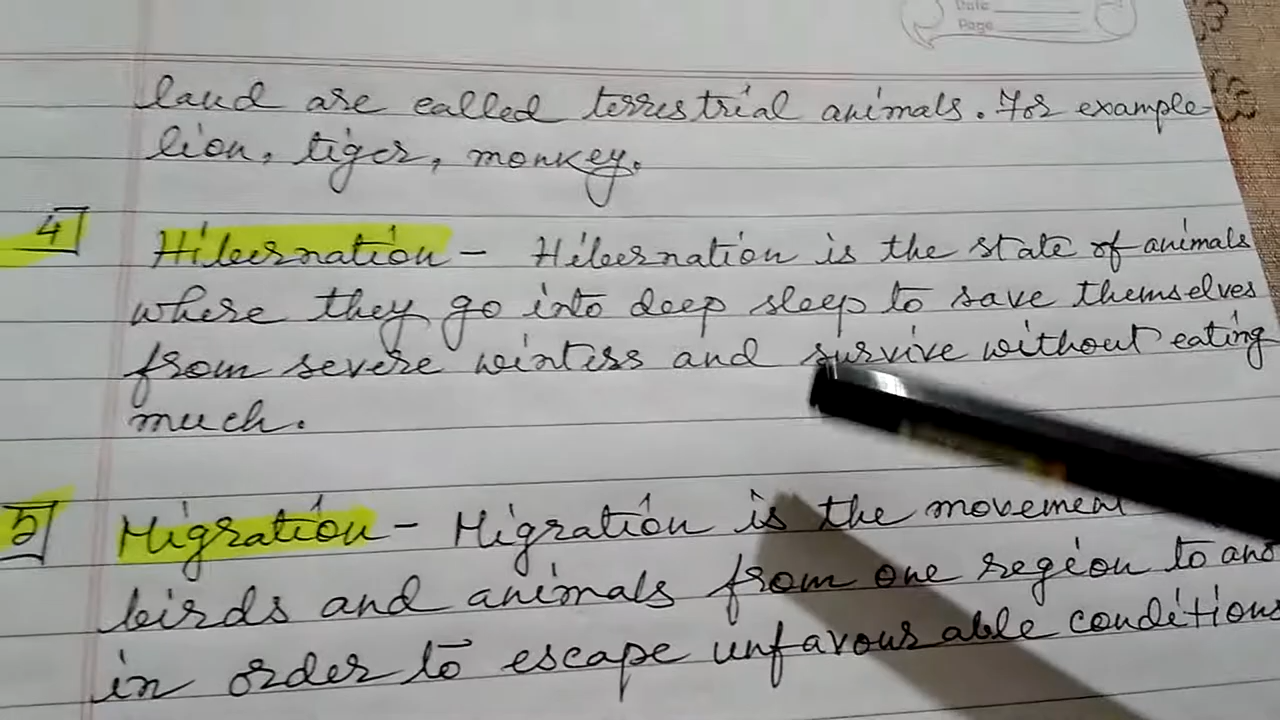 Date
Page
land are called terrestrial animals. For example-
lion, tiger, monkey.
4 Hibernation - Hibernation is the state of animals
where they go into deep sleep to save themselves
from severe winters and survive without eating
much.
5 Migration - Migration is the movement
birds and animals from one region to
in order to escape unfavourable conditions